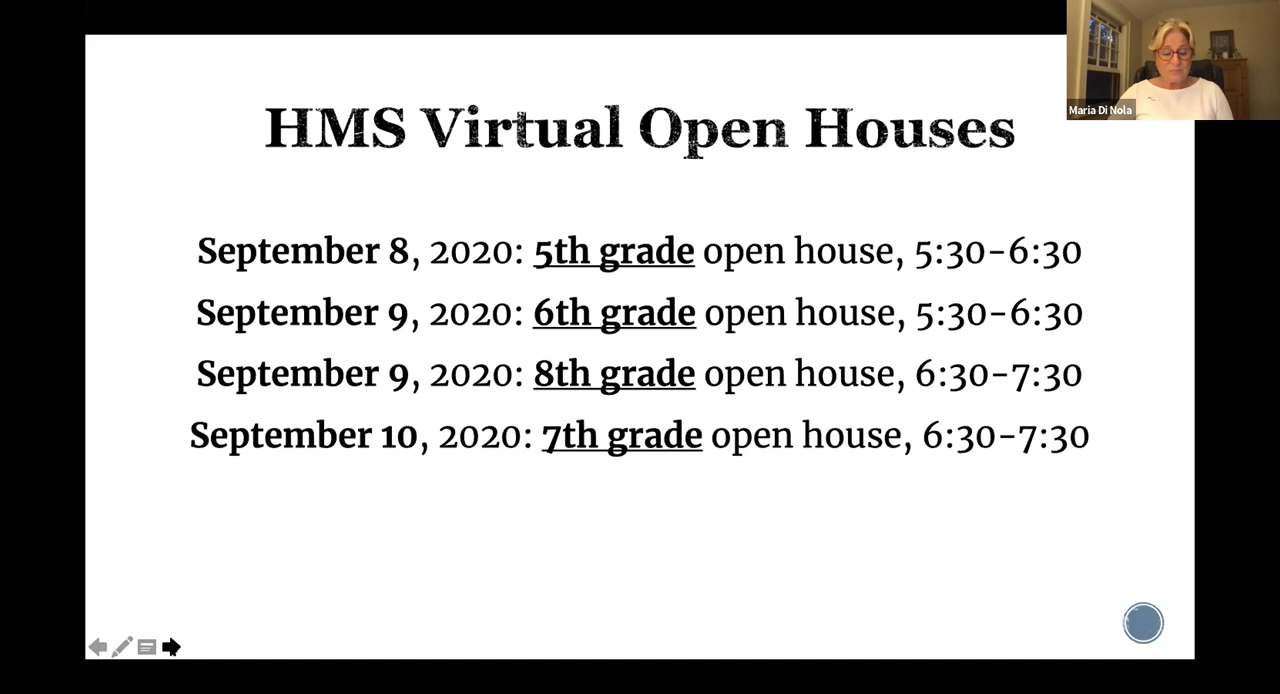 HMS Virtual Open Houses
Maria Di Nola
September 8, 2020: 5th grade open house, 5:30-6:30
September 9, 2020: 6th grade open house, 5:30-6:30
September 9, 2020: 8th grade open house, 6:30-7:30
September 10, 2020: 7th grade open house, 6:30-7:30